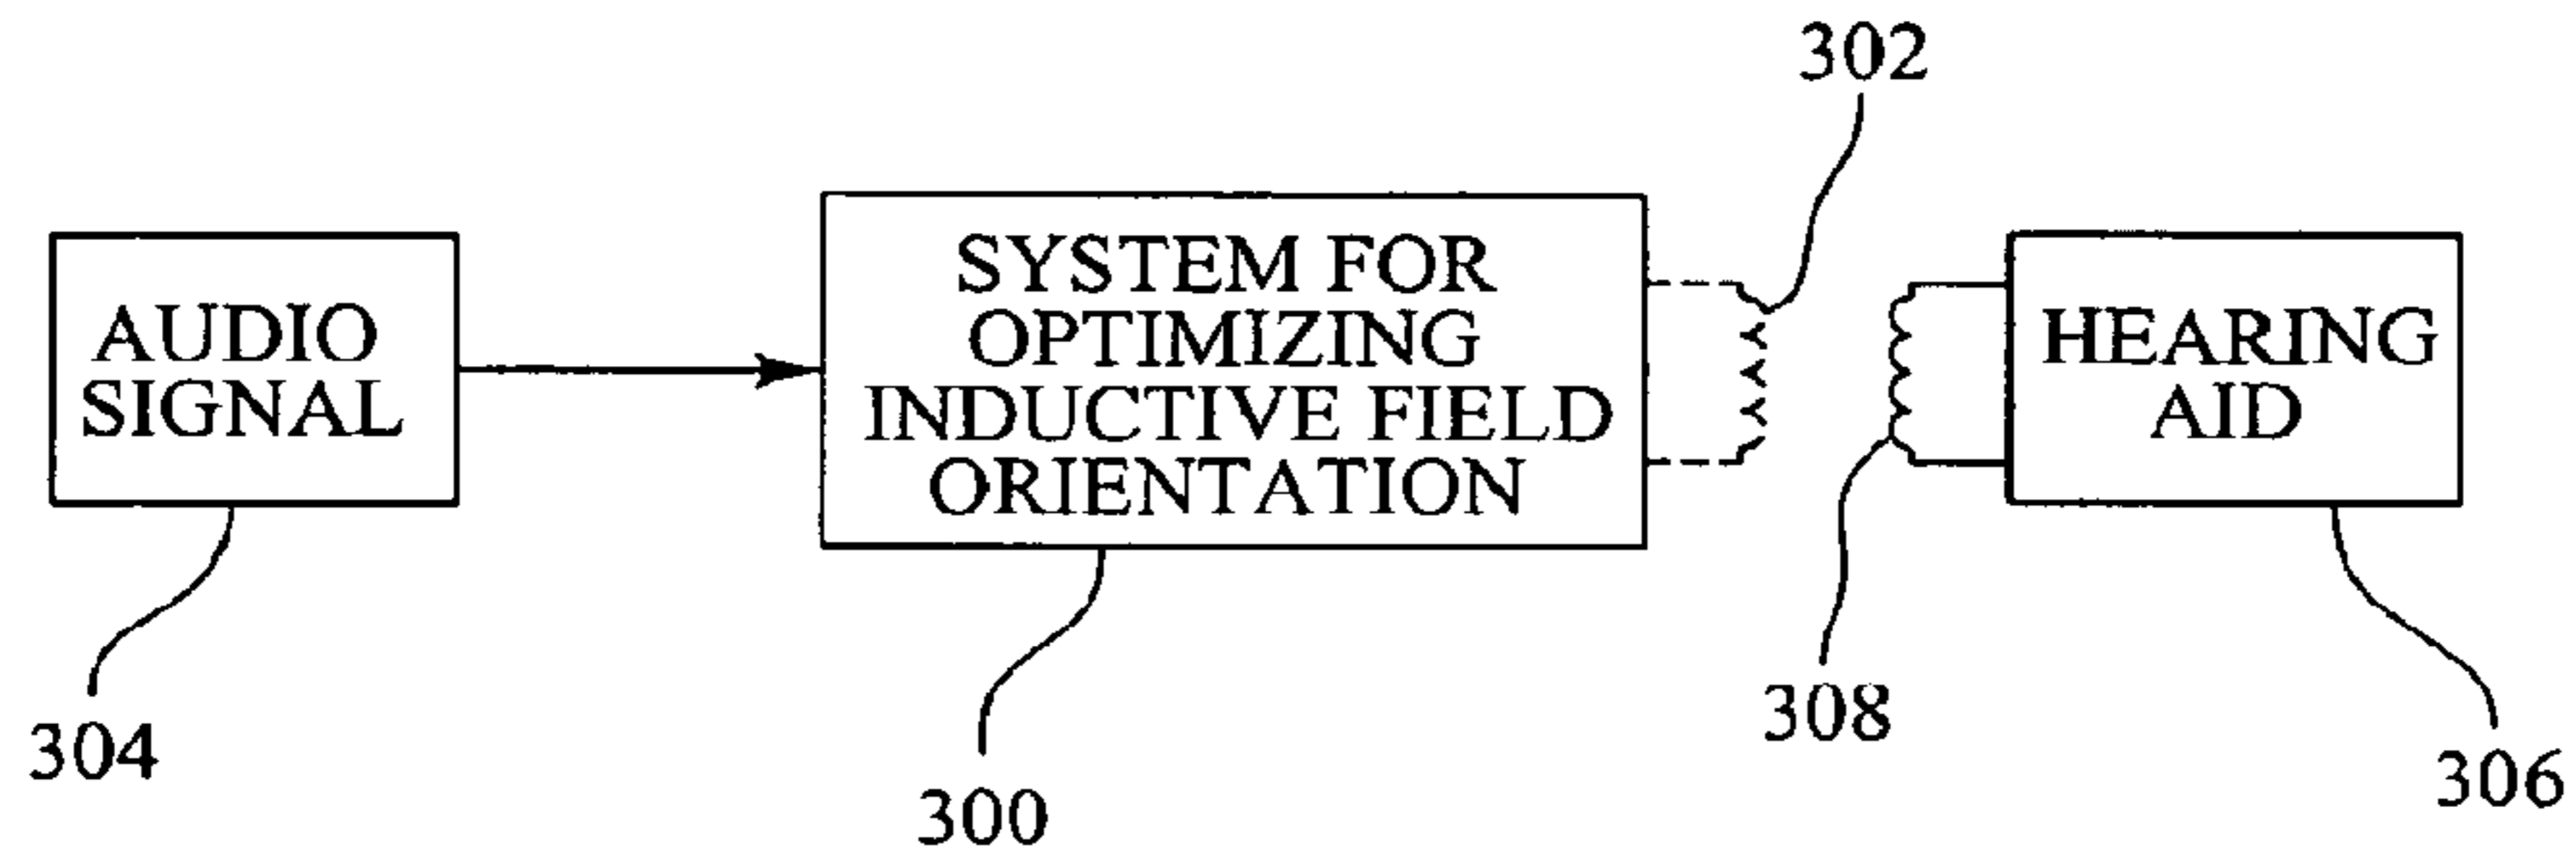 302
AUDIO
SIGNAL
SYSTEM FOR
OPTIMIZING
INDUCTIVE FIELD
ORIENTATION
HEARING
AID
304
300
308
306